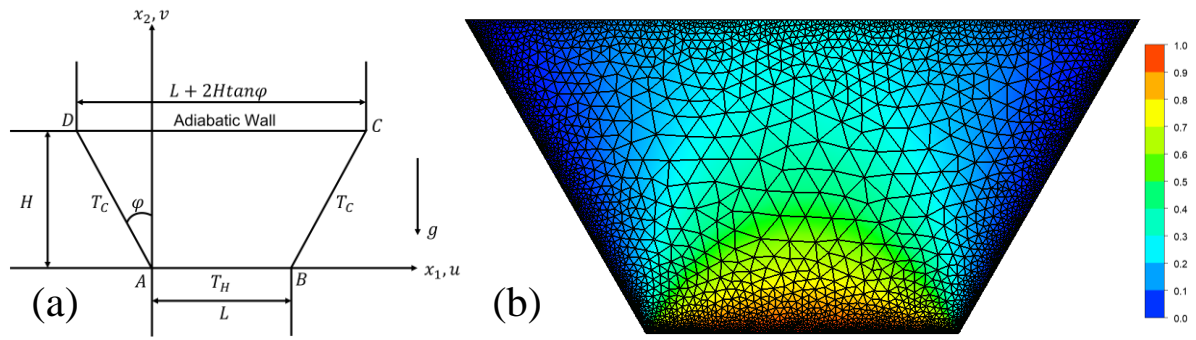 x₂, v
L + 2Htanφ
D
Adiabatic Wall
C
H
T_C
φ
T_C
g
A
T_H
B
x₁, u
L
(a)
(b)
1.0
0.9
0.8
0.7
0.6
0.5
0.4
0.3
0.2
0.1
0.0